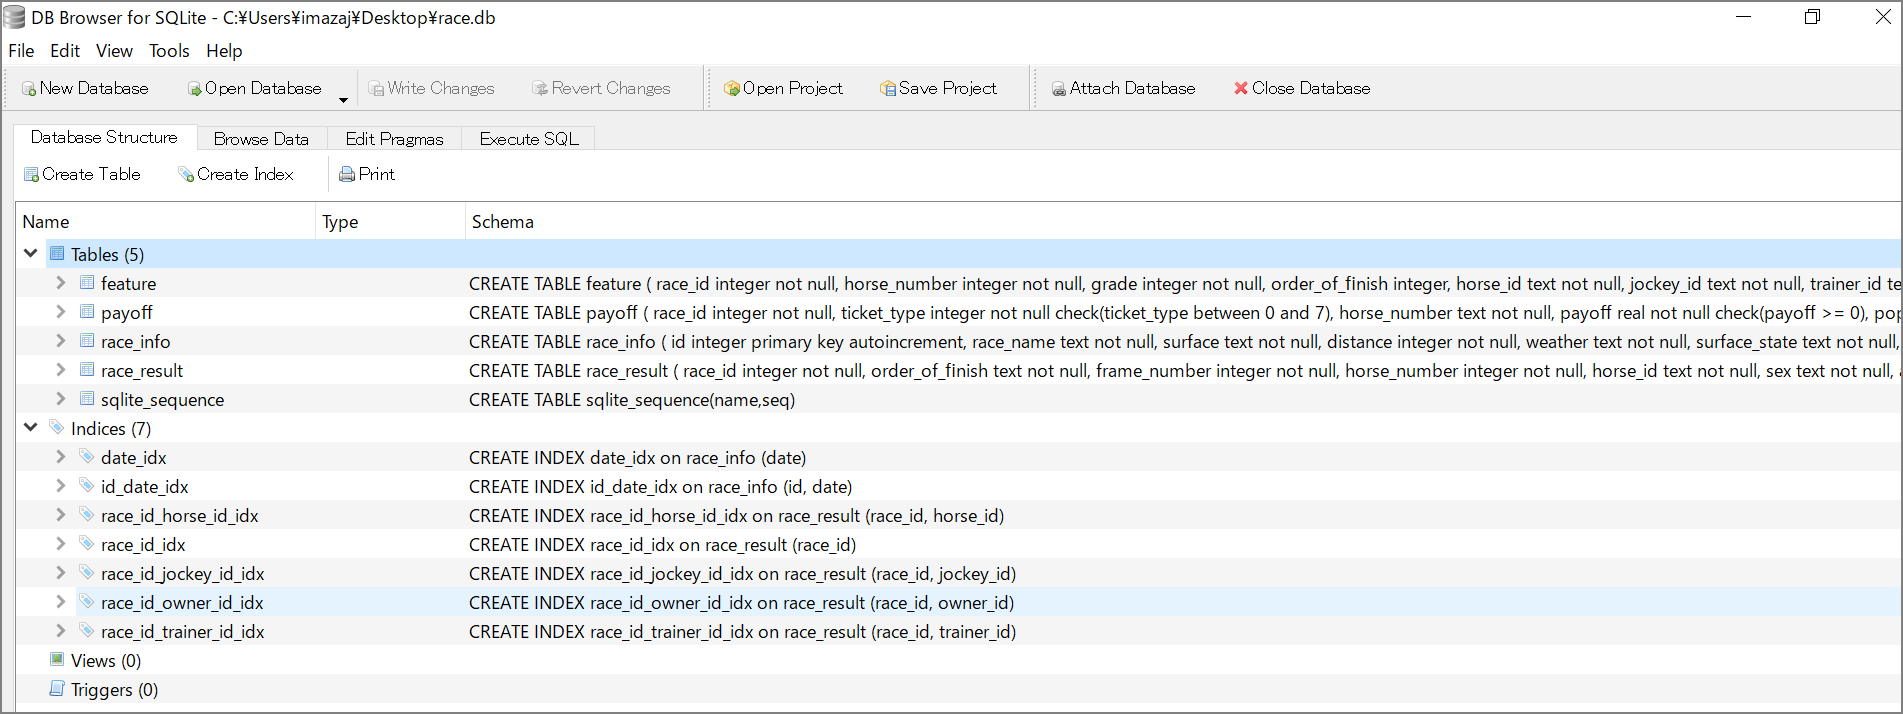 DB Browser for SQLite - C:¥Users¥imazaj¥Desktop¥race.db
File Edit View Tools Help
New Database Open Database Write Changes Revert Changes Open Project Save Project Attach Database Close Database
Database Structure Browse Data Edit Pragmas Execute SQL
Create Table Create Index Print
Name Type Schema
Tables (5)
feature CREATE TABLE feature ( race_id integer not null, horse_number integer not null, grade integer not null, order_of_finish integer, horse_id text not null, jockey_id text not null, trainer_id te
payoff CREATE TABLE payoff ( race_id integer not null, ticket_type integer not null check(ticket_type between 0 and 7), horse_number text not null, payoff real not null check(payoff >= 0), pop
race_info CREATE TABLE race_info ( id integer primary key autoincrement, race_name text not null, surface text not null, distance integer not null, weather text not null, surface_state text not null,
race_result CREATE TABLE race_result ( race_id integer not null, order_of_finish text not null, frame_number integer not null, horse_number integer not null, horse_id text not null, sex text not null,
sqlite_sequence CREATE TABLE sqlite_sequence(name,seq)
Indices (7)
date_idx CREATE INDEX date_idx on race_info (date)
id_date_idx CREATE INDEX id_date_idx on race_info (id, date)
race_id_horse_id_idx CREATE INDEX race_id_horse_id_idx on race_result (race_id, horse_id)
race_id_idx CREATE INDEX race_id_idx on race_result (race_id)
race_id_jockey_id_idx CREATE INDEX race_id_jockey_id_idx on race_result (race_id, jockey_id)
race_id_owner_id_idx CREATE INDEX race_id_owner_id_idx on race_result (race_id, owner_id)
race_id_trainer_id_idx CREATE INDEX race_id_trainer_id_idx on race_result (race_id, trainer_id)
Views (0)
Triggers (0)